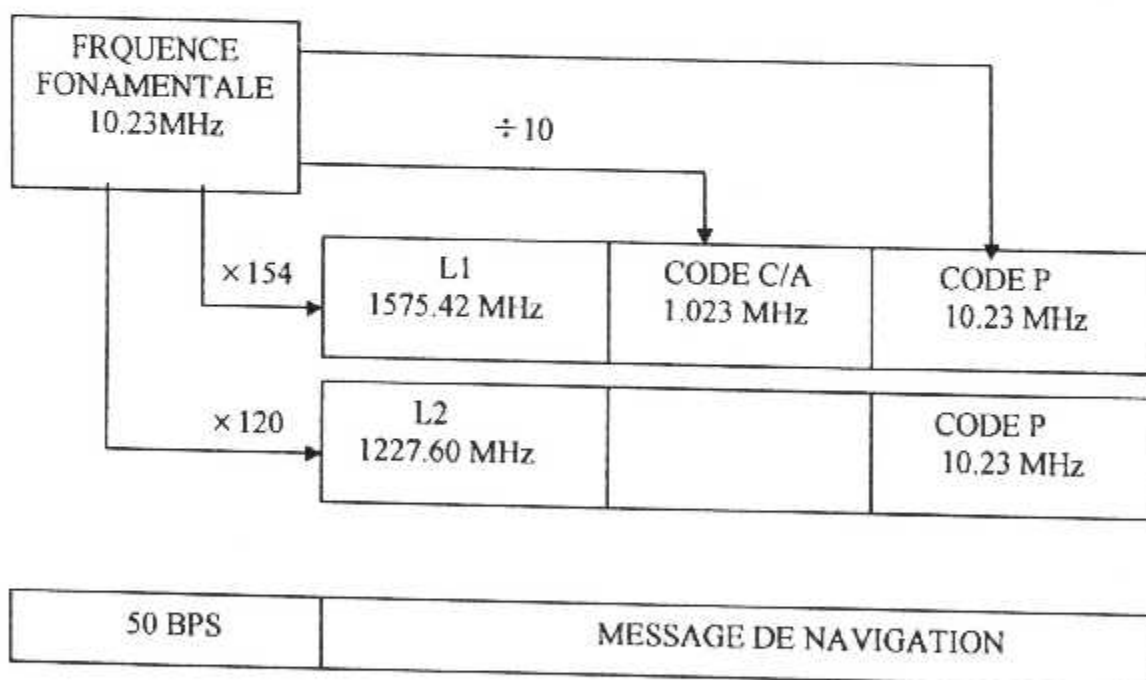 FRQUENCE
FONAMENTALE
10.23MHz
÷ 10
× 154
L1
1575.42 MHz
CODE C/A
1.023 MHz
CODE P
10.23 MHz
× 120
L2
1227.60 MHz
CODE P
10.23 MHz
50 BPS
MESSAGE DE NAVIGATION